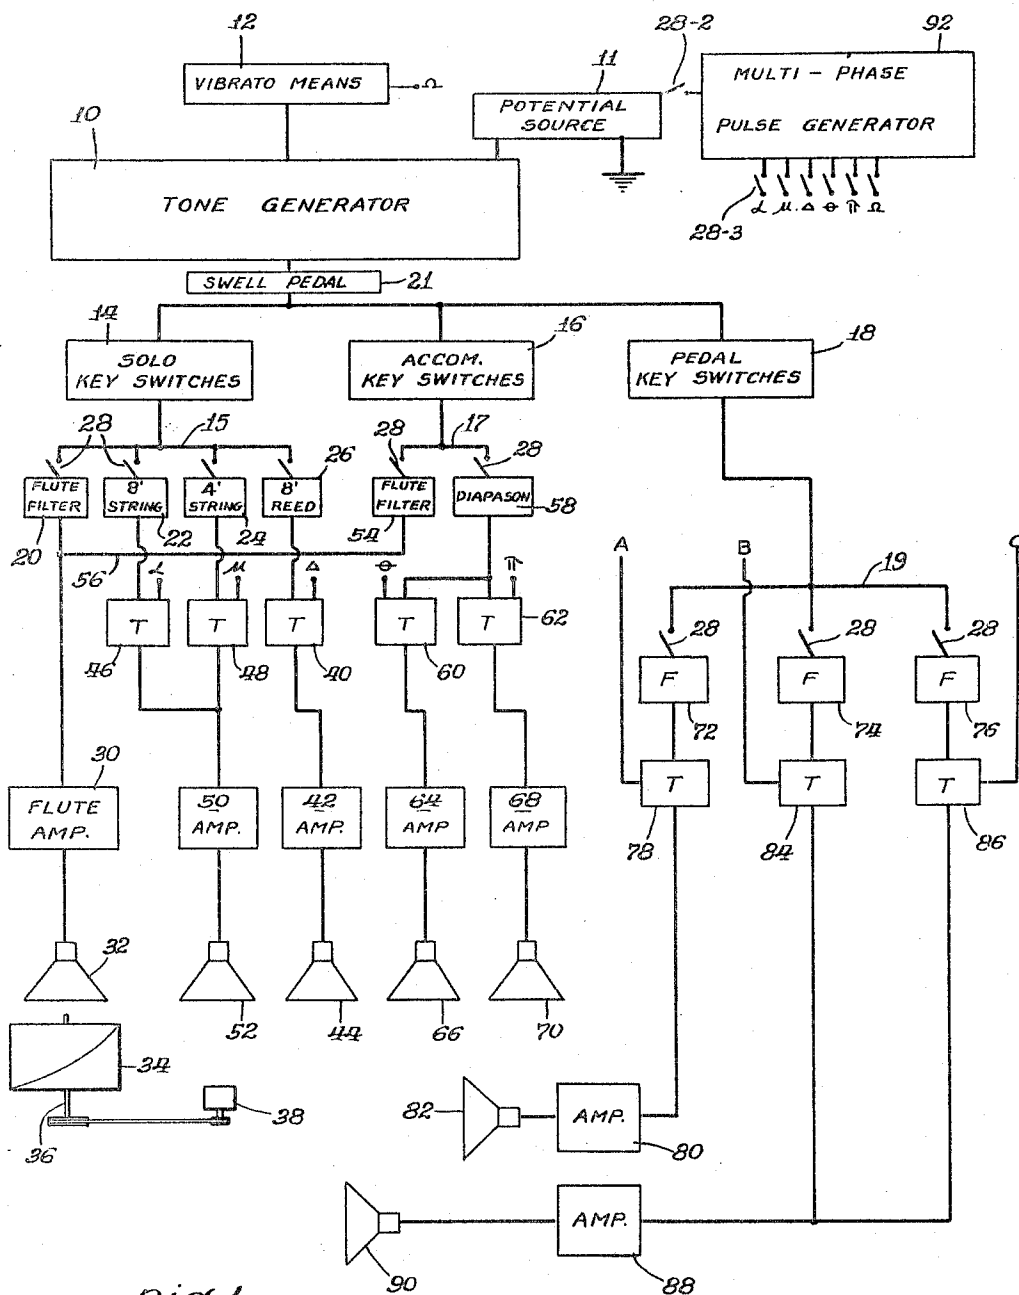 12
28-2
92
VIBRATO MEANS
Ω
11
POTENTIAL
SOURCE
MULTI - PHASE
PULSE GENERATOR
10
TONE GENERATOR
28-3
α μ Δ Θ π Ω
SWELL PEDAL
21
14
SOLO
KEY SWITCHES
16
ACCOM.
KEY SWITCHES
18
PEDAL
KEY SWITCHES
28
15
26
28
17
28
FLUTE
FILTER
8'
STRING
4'
STRING
8'
REED
FLUTE
FILTER
DIAPASON
58
20
22
24
54
56
α
μ
Δ
Θ
π
A
B
C
19
T
T
T
T
T
62
46
48
40
60
28
28
28
F
F
F
72
74
76
30
FLUTE
AMP.
50
AMP.
42
AMP.
64
AMP
68
AMP
T
T
T
78
84
86
32
52
44
66
70
34
36
38
82
AMP.
80
90
AMP.
88